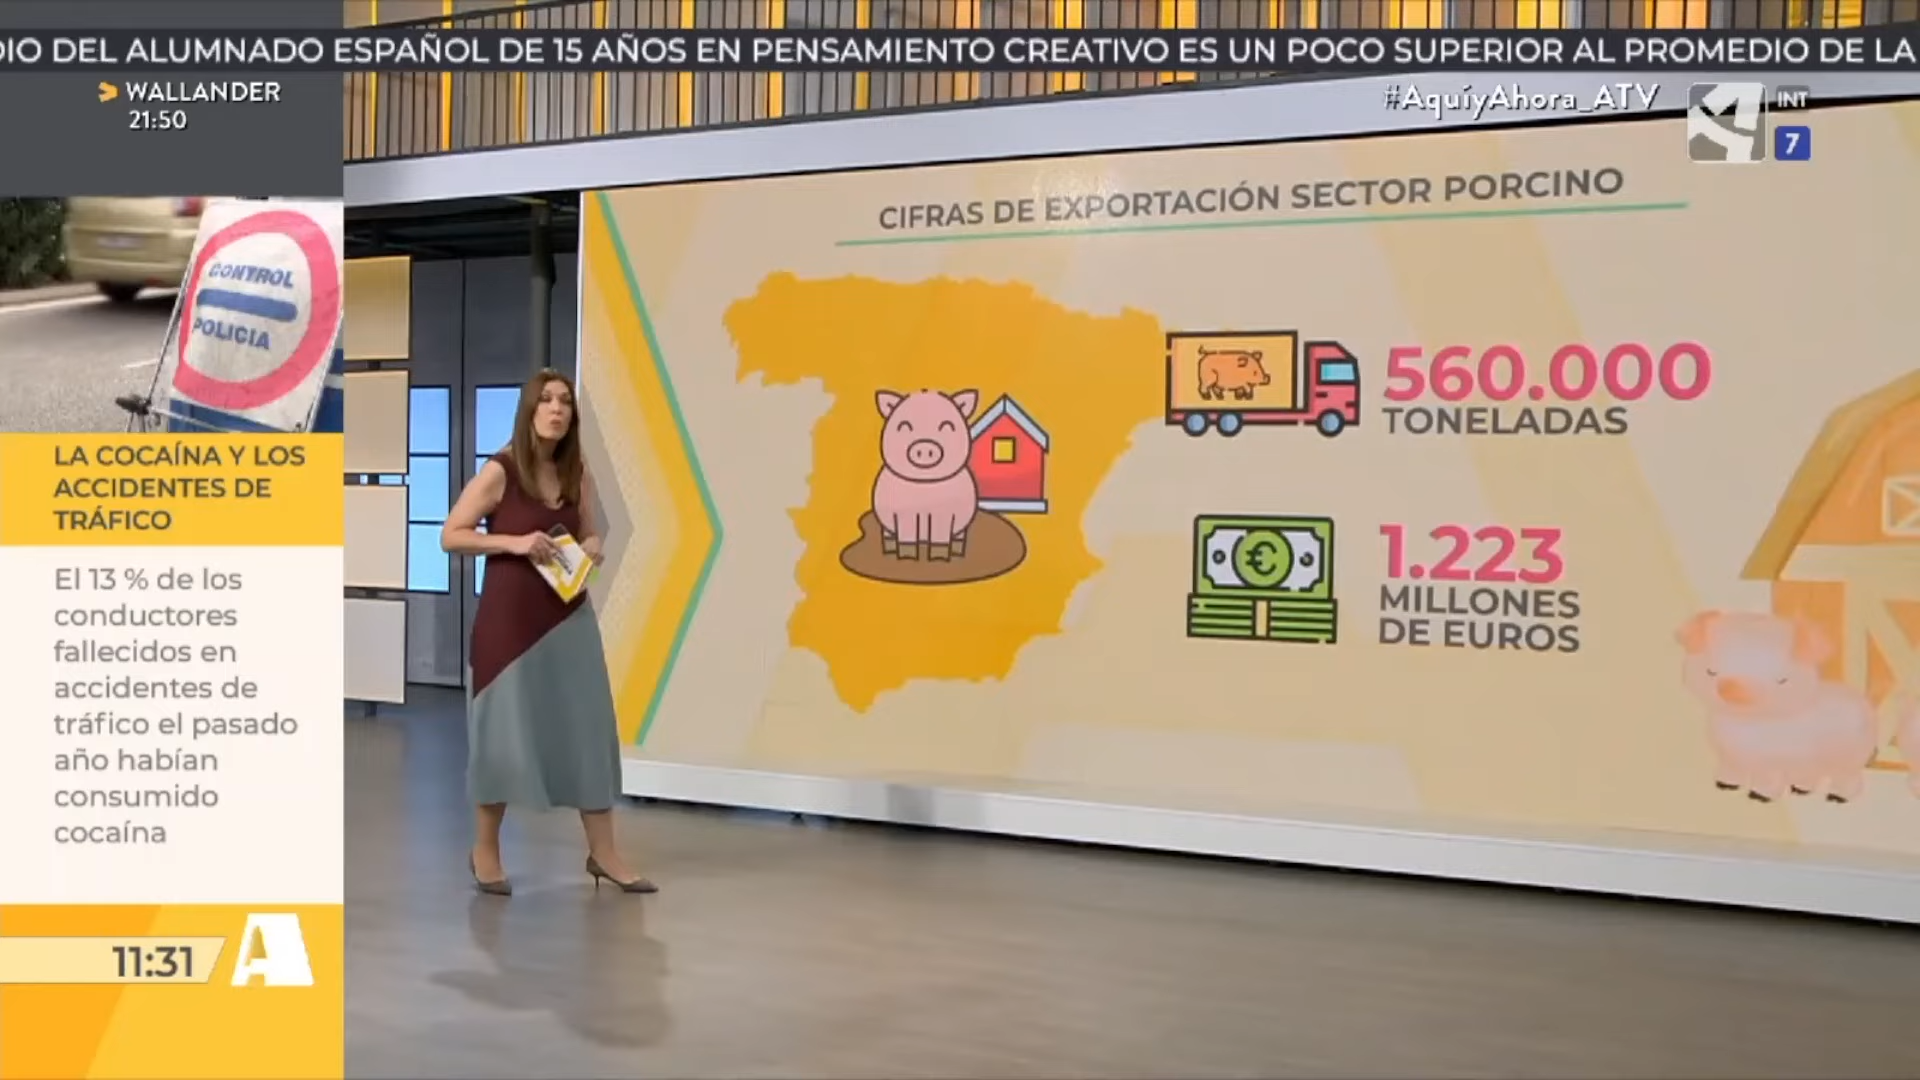 DIO DEL ALUMNADO ESPAÑOL DE 15 AÑOS EN PENSAMIENTO CREATIVO ES UN POCO SUPERIOR AL PROMEDIO DE LA
WALLANDER
21:50
#AquíyAhora_ATV
INT
7
CIFRAS DE EXPORTACIÓN SECTOR PORCINO
560.000
TONELADAS
1.223
MILLONES
DE EUROS
CONTROL
POLICIA
LA COCAÍNA Y LOS
ACCIDENTES DE
TRÁFICO
El 13 % de los
conductores
fallecidos en
accidentes de
tráfico el pasado
año habían
consumido
cocaína
11:31